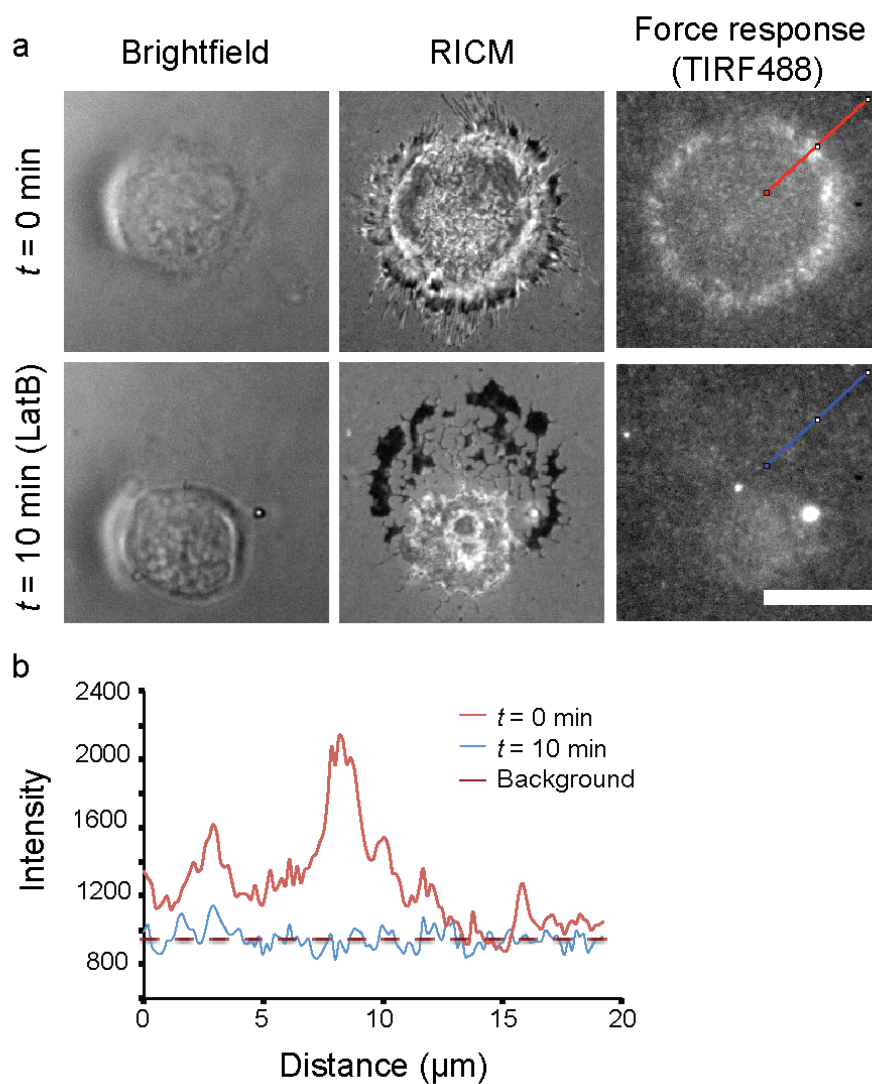 a
Brightfield
RICM
Force response
(TIRF488)
t = 0 min
t = 10 min (LatB)
b
2400
2000
1600
1200
800
Intensity
t = 0 min
t = 10 min
Background
0
5
10
15
20
Distance (µm)